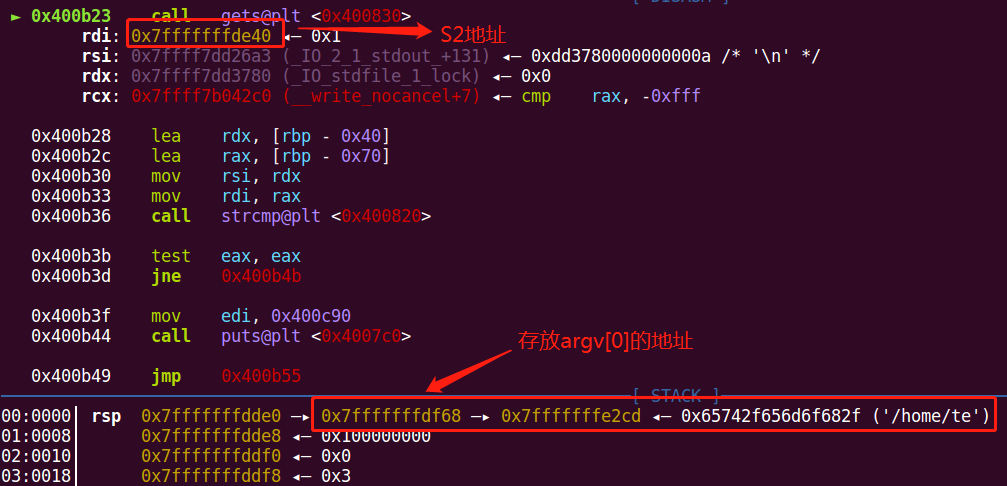 [ DISASM ]
► 0x400b23 call gets@plt <0x400830>
rdi: 0x7fffffffde40 ◂— 0x1
S2地址
rsi: 0x7ffff7dd26a3 (_IO_2_1_stdout_+131) ◂— 0xdd3780000000000a /* '\n' */
rdx: 0x7ffff7dd3780 (_IO_stdfile_1_lock) ◂— 0x0
rcx: 0x7ffff7b042c0 (__write_nocancel+7) ◂— cmp rax, -0xfff
0x400b28 lea rdx, [rbp - 0x40]
0x400b2c lea rax, [rbp - 0x70]
0x400b30 mov rsi, rdx
0x400b33 mov rdi, rax
0x400b36 call strcmp@plt <0x400820>
0x400b3b test eax, eax
0x400b3d jne 0x400b4b
0x400b3f mov edi, 0x400c90
0x400b44 call puts@plt <0x4007c0>
存放argv[0]的地址
0x400b49 jmp 0x400b55
[ STACK ]
00:0000│ rsp 0x7fffffffdde0 —▸ 0x7fffffffdf68 —▸ 0x7fffffffe2cd ◂— 0x65742f656d6f682f ('/home/te')
01:0008│ 0x7fffffffdde8 ◂— 0x100000000
02:0010│ 0x7fffffffddf0 ◂— 0x0
03:0018│ 0x7fffffffddf8 ◂— 0x3